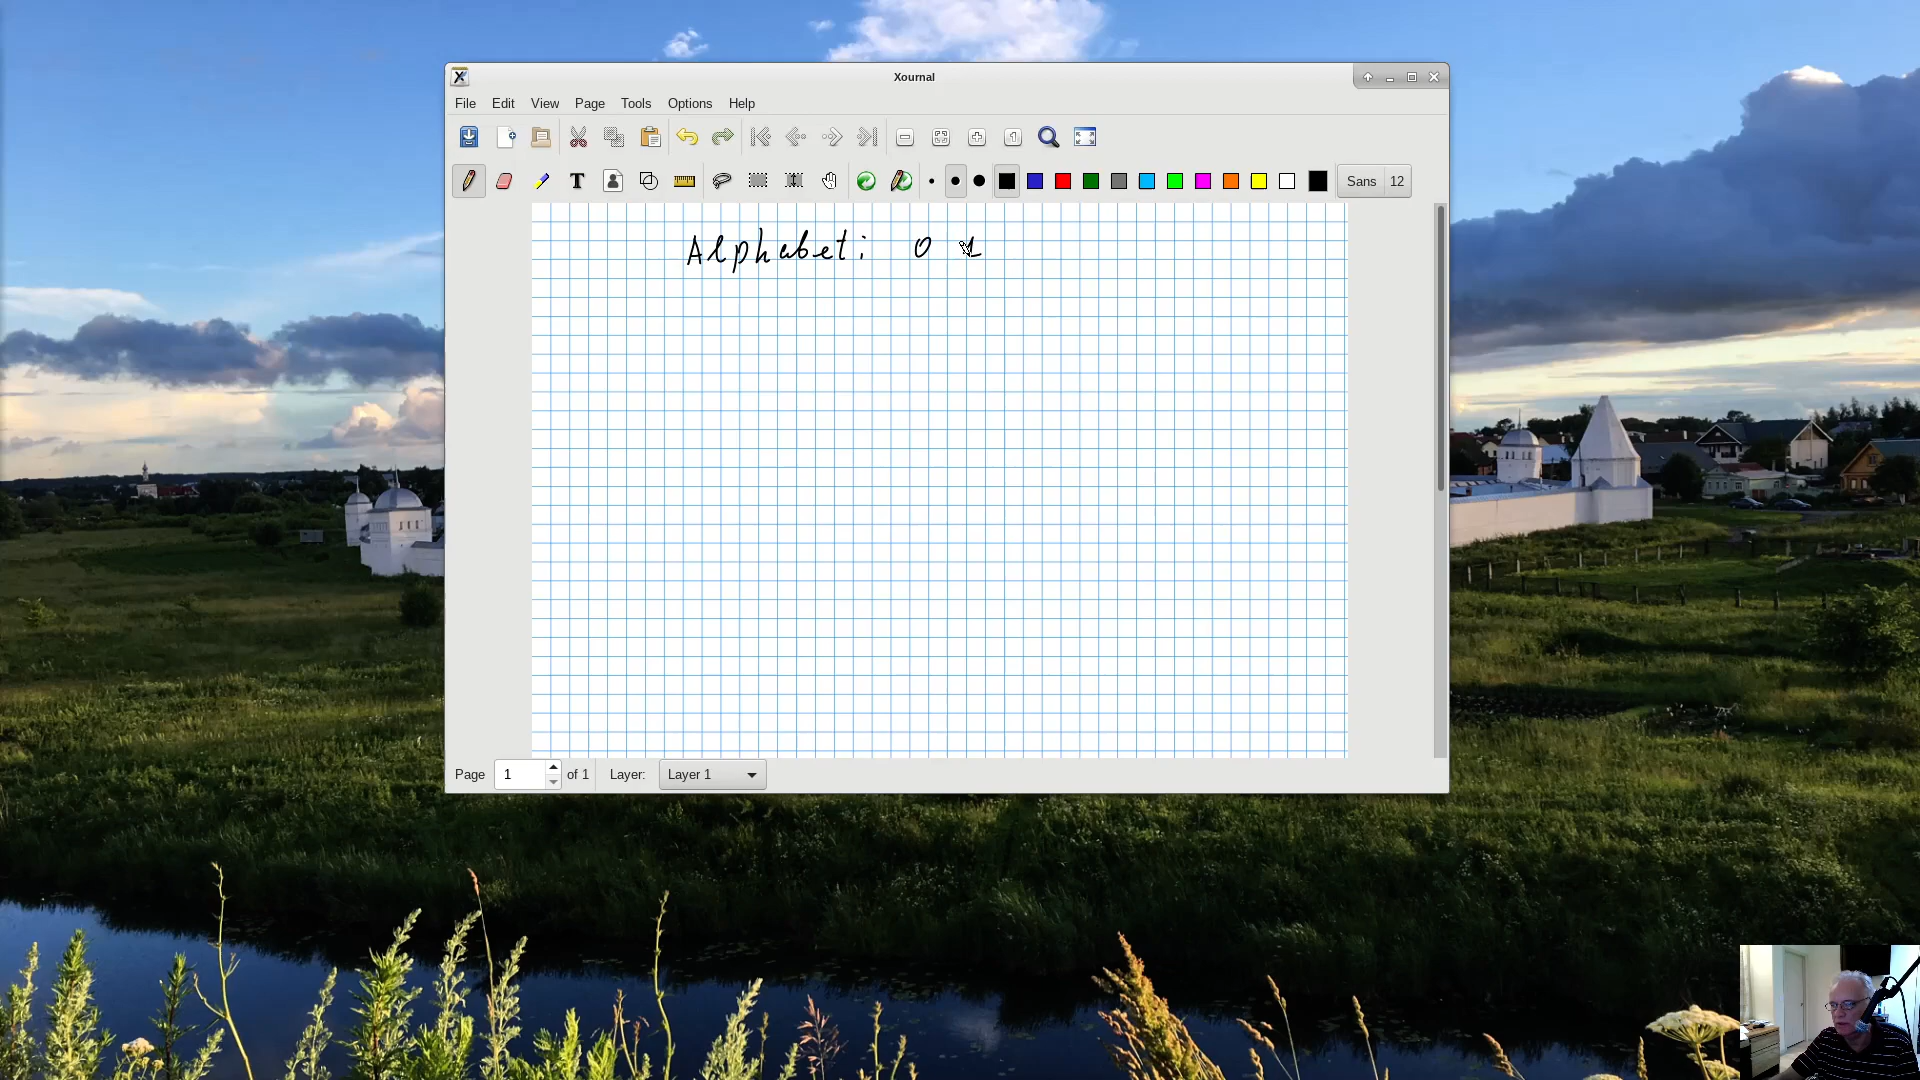 Xournal
File Edit View Page Tools Options Help
T Sans 12
Alphabet: 0 1
Page 1 of 1 Layer: Layer 1